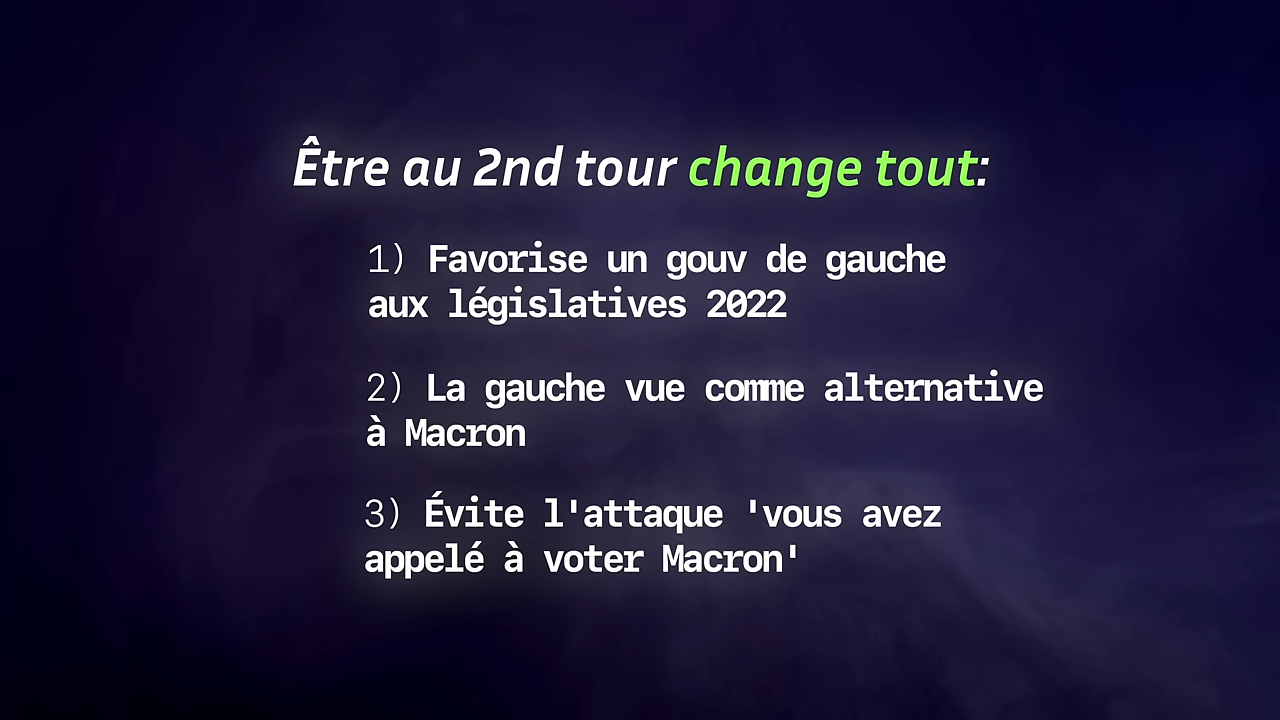 Être au 2nd tour change tout:
1) Favorise un gouv de gauche
aux législatives 2022
2) La gauche vue comme alternative
à Macron
3) Évite l'attaque 'vous avez
appelé à voter Macron'